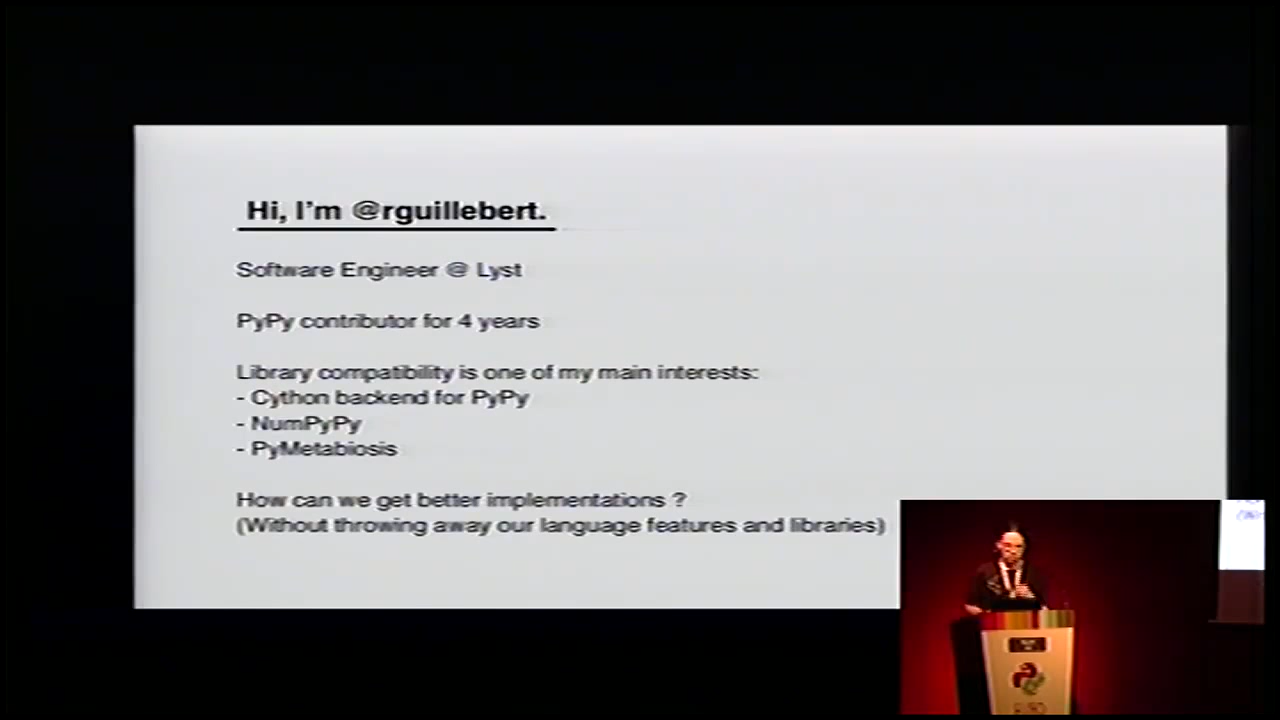 Hi, I'm @rguillebert.
Software Engineer @ Lyst
PyPy contributor for 4 years
Library compatibility is one of my main interests:
- Cython backend for PyPy
- NumPyPy
- PyMetabiosis
How can we get better implementations ?
(Without throwing away our language features and libraries)